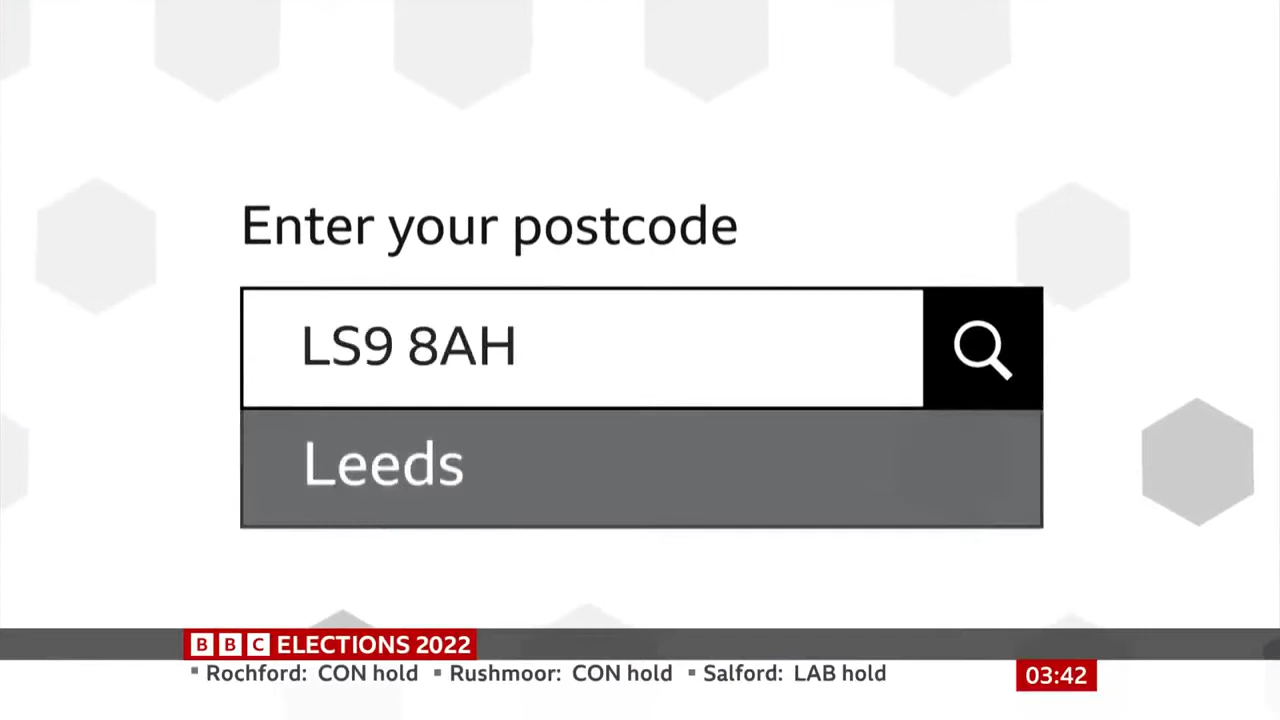 Enter your postcode
LS9 8AH
Leeds
BBC ELECTIONS 2022
▪ Rochford: CON hold ▪ Rushmoor: CON hold ▪ Salford: LAB hold
03:42